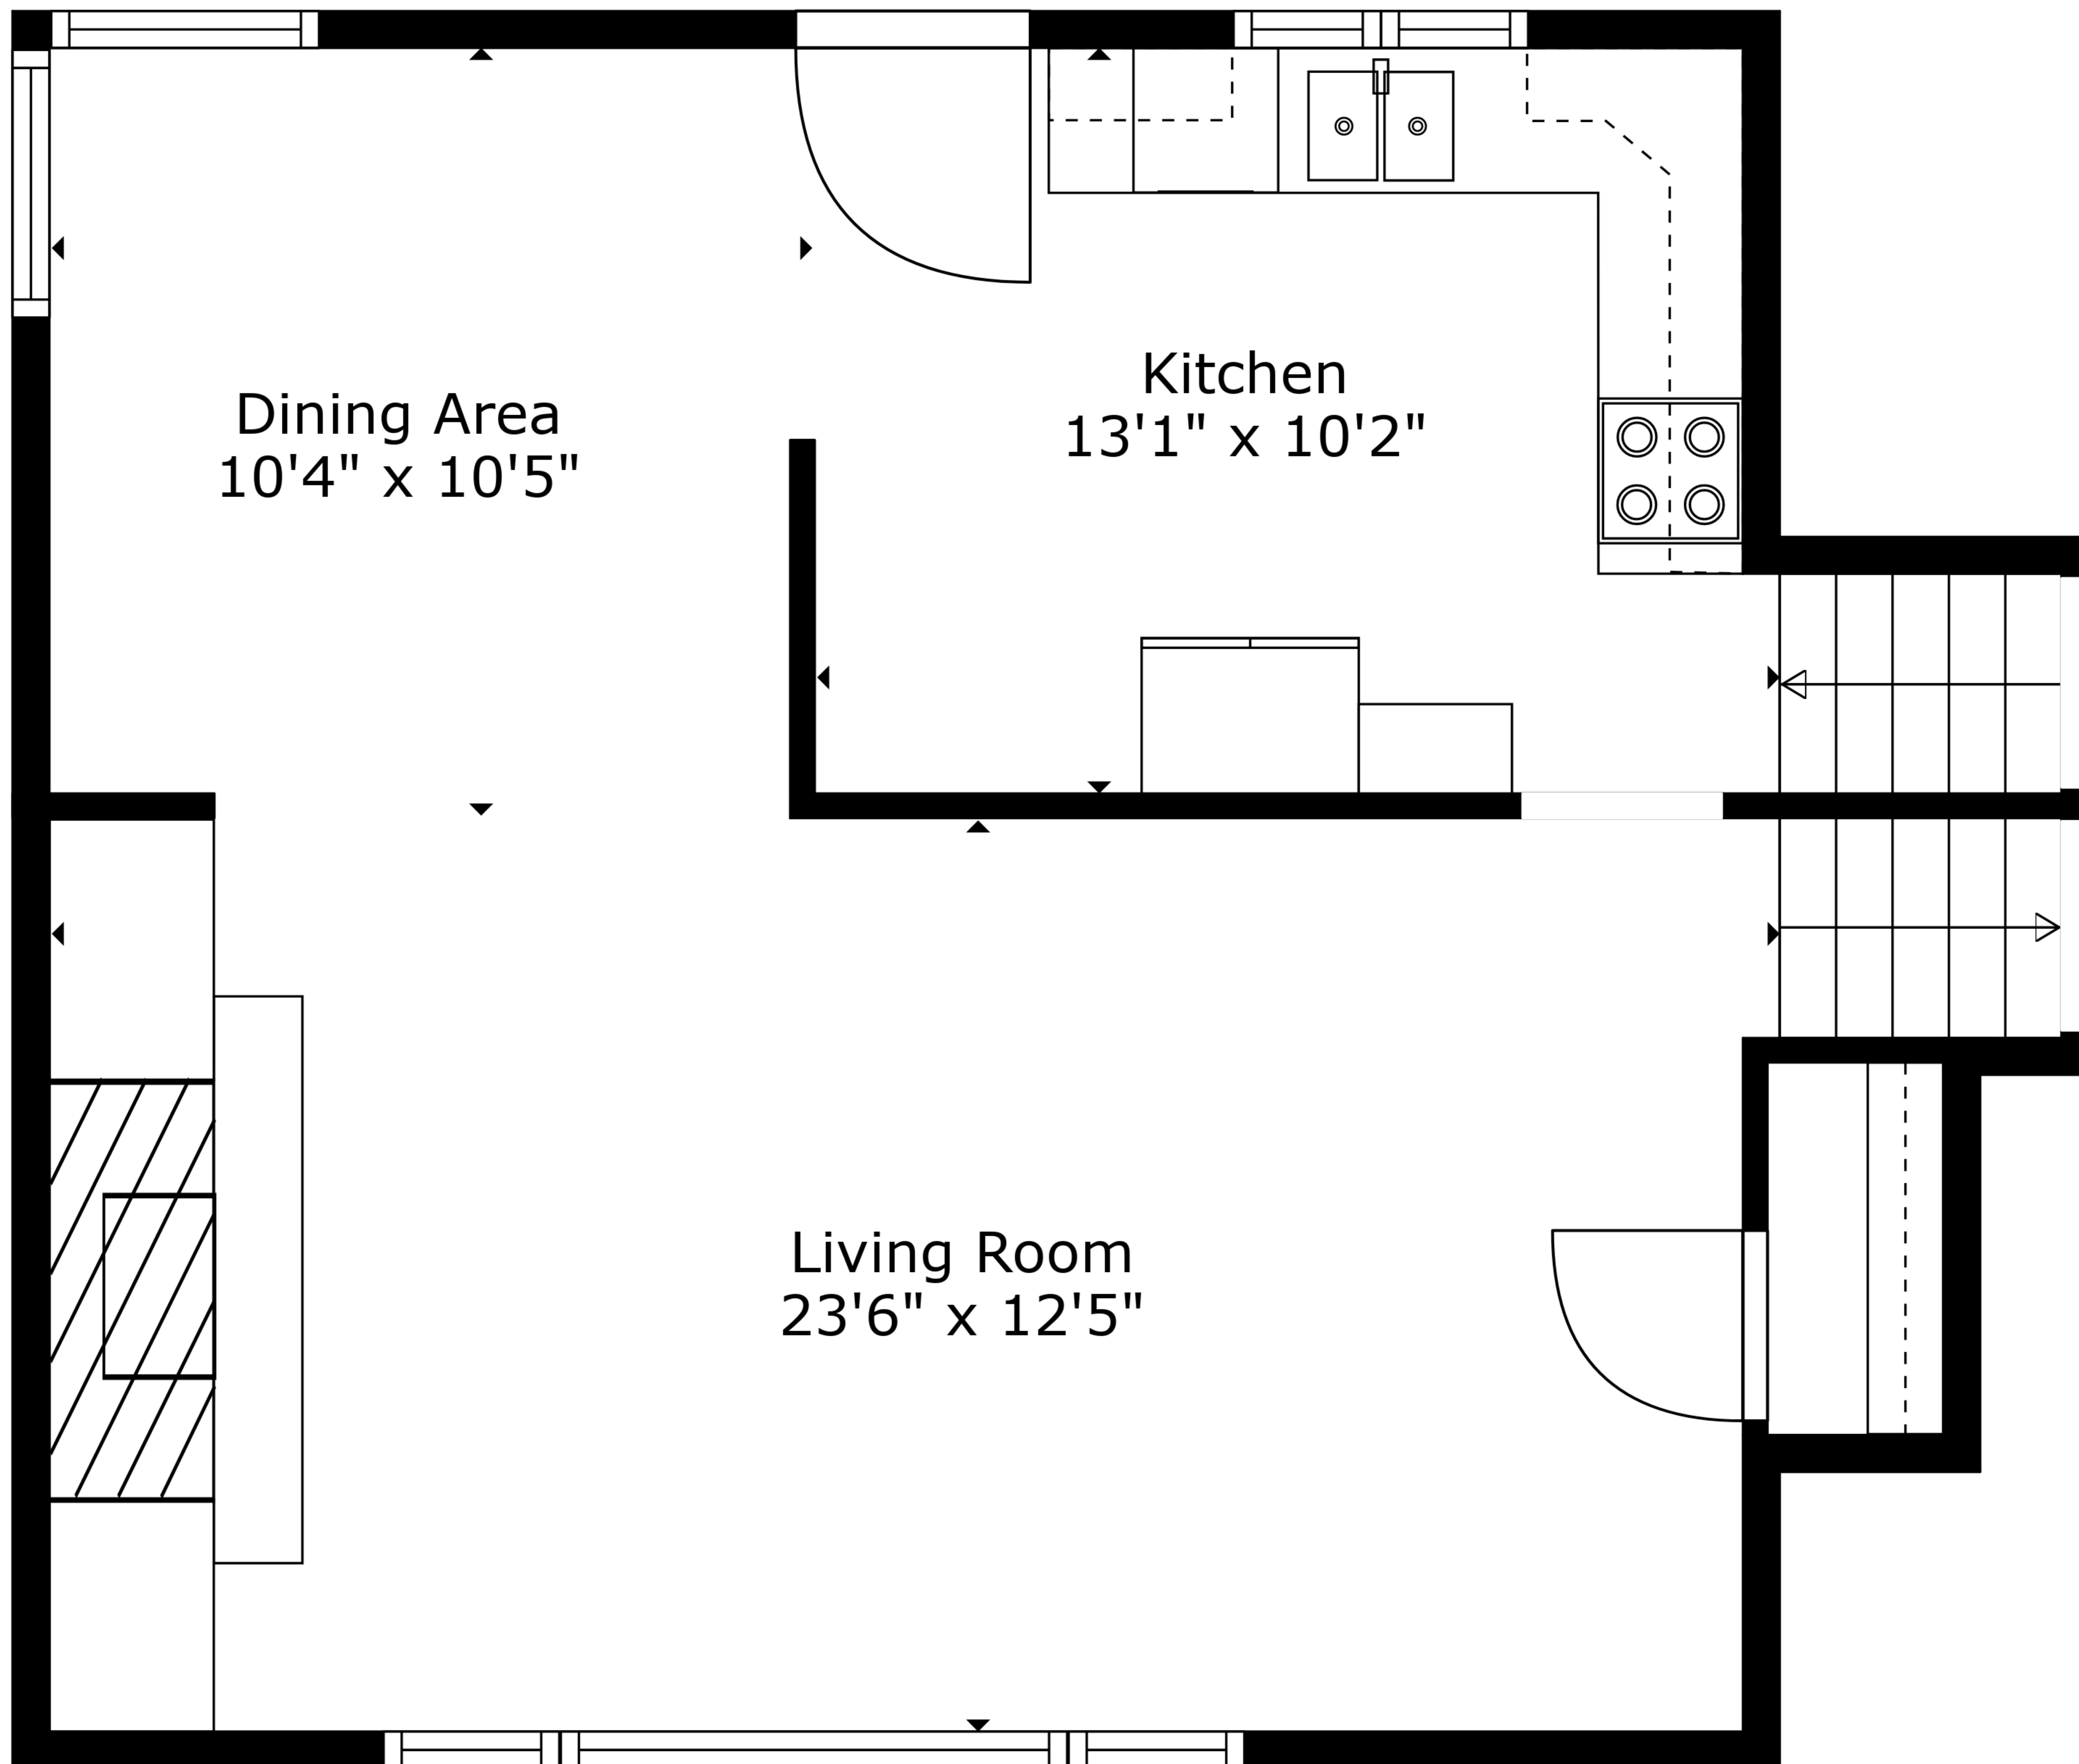 Dining Area
10'4" x 10'5"
Kitchen
13'1" x 10'2"
Living Room
23'6" x 12'5"